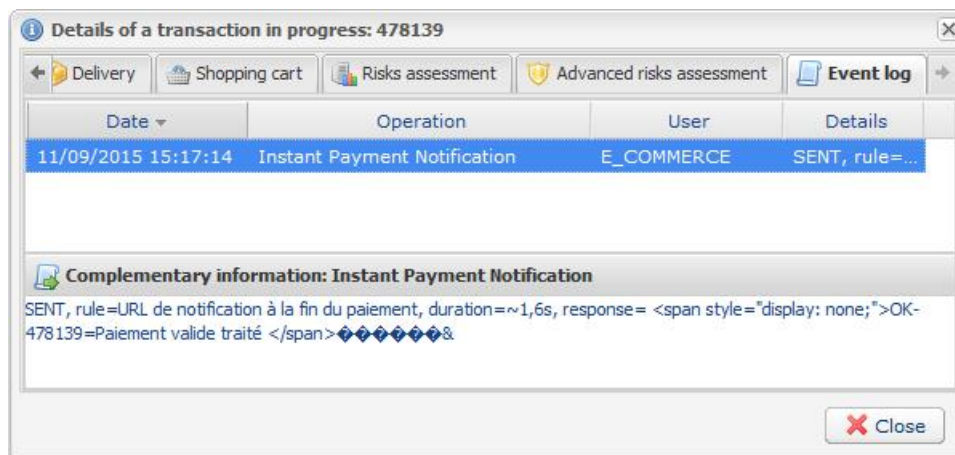 Details of a transaction in progress: 478139
Delivery Shopping cart Risks assessment Advanced risks assessment Event log
Date Operation User Details
11/09/2015 15:17:14 Instant Payment Notification E_COMMERCE SENT, rule=...
Complementary information: Instant Payment Notification
SENT, rule=URL de notification à la fin du paiement, duration=~1,6s, response= <span style="display: none;">OK-
478139=Paiement valide traité </span>������&
Close